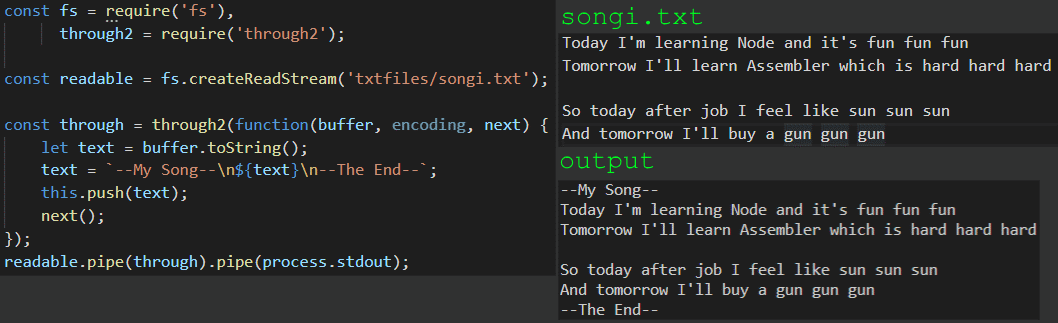 const fs = require('fs'),
through2 = require('through2');
const readable = fs.createReadStream('txtfiles/songi.txt');
const through = through2(function(buffer, encoding, next) {
let text = buffer.toString();
text = `--My Song--\n${text}\n--The End--`;
this.push(text);
next();
});
readable.pipe(through).pipe(process.stdout);
songi.txt
Today I'm learning Node and it's fun fun fun
Tomorrow I'll learn Assembler which is hard hard hard
So today after job I feel like sun sun sun
And tomorrow I'll buy a gun gun gun
output
--My Song--
Today I'm learning Node and it's fun fun fun
Tomorrow I'll learn Assembler which is hard hard hard
So today after job I feel like sun sun sun
And tomorrow I'll buy a gun gun gun
--The End--